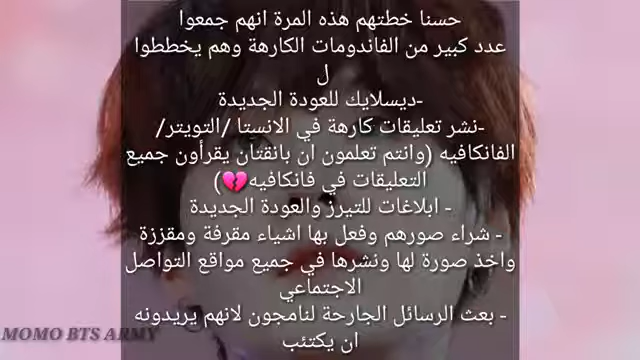 حسنا خطتهم هذه المرة انهم جمعوا
عدد كبير من الفاندومات الكارهة وهم يخططوا
ل
-ديسلايك للعودة الجديدة
-نشر تعليقات كارهة في الانستا /التويتر/
الفانكافيه (وانتم تعلمون ان بانقتان يقرأون جميع
التعليقات في فانكافيه💔)
- ابلاغات للتيزر والعودة الجديدة
- شراء صورهم وفعل بها اشياء مقرفة ومقززة
واخذ صورة لها ونشرها في جميع مواقع التواصل
الاجتماعي
- بعث الرسائل الجارحة لنامجون لانهم يريدونه
ان يكتئب
MOMO BTS ARMY